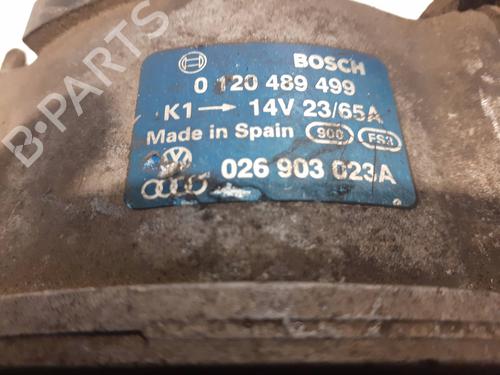 BOSCH
0 120 489 499
K1→ 14V 23/65A
Made in Spain 900 FS3
026 903 023A
B-PARTS